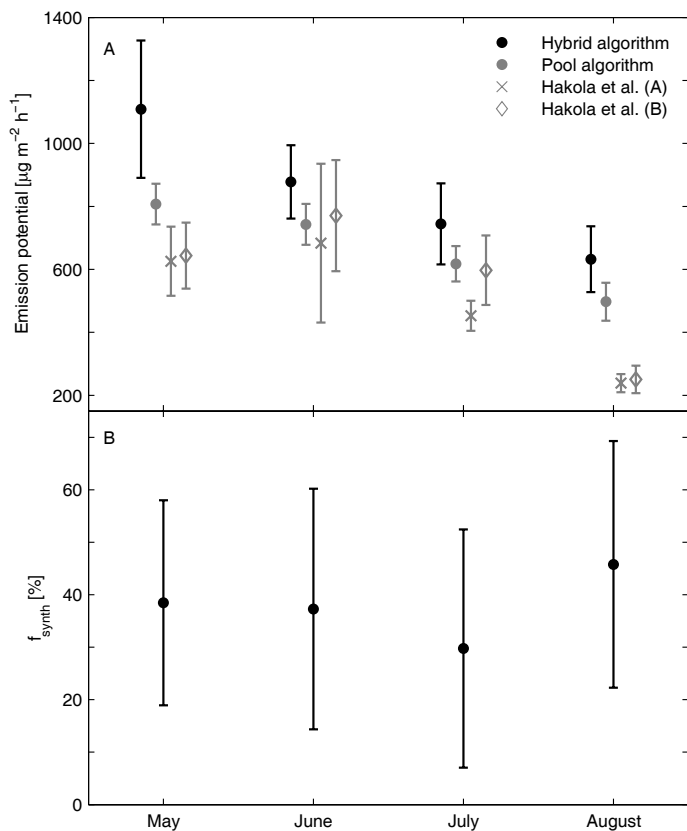 1400
A
Hybrid algorithm
Pool algorithm
Hakola et al. (A)
Hakola et al. (B)
1000
600
200
Emission potential [μg m⁻² h⁻¹]
B
60
40
20
0
f_synth [%]
May June July August